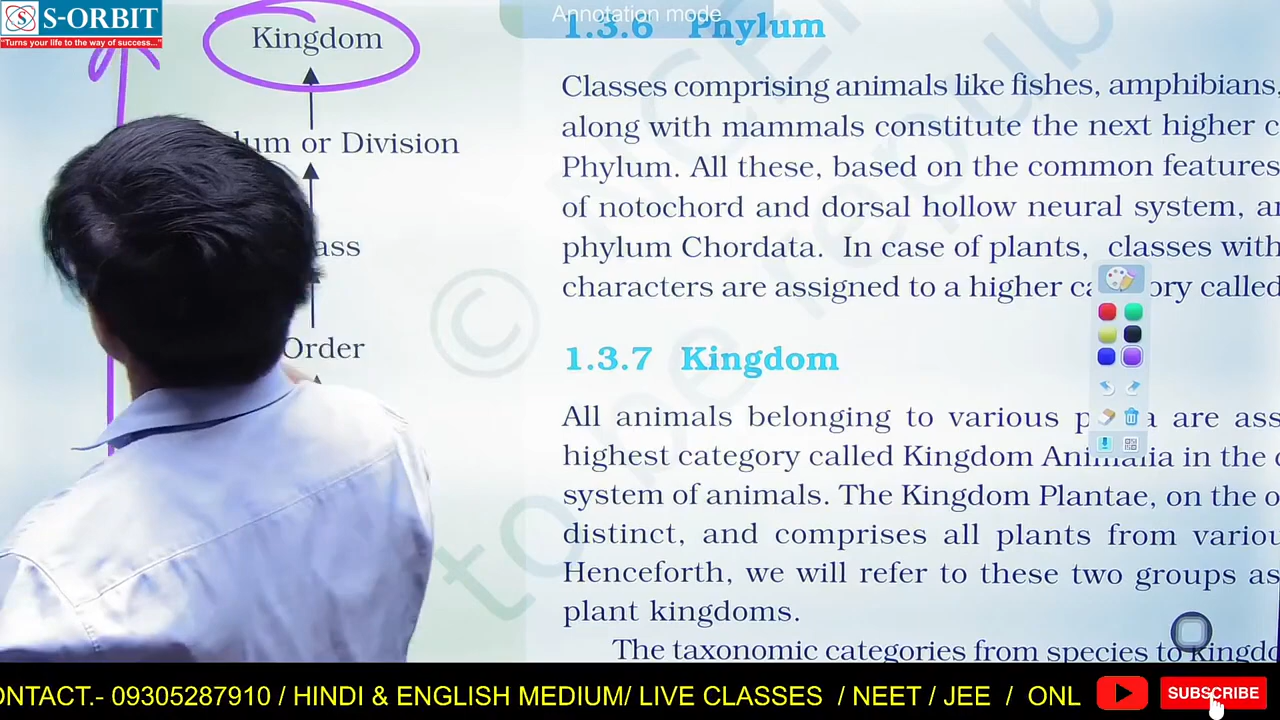 S-ORBIT
"Turns your life to the way of success..."
Annotation mode
Kingdom
lum or Division
ass
Order
1.3.6 Phylum
Classes comprising animals like fishes, amphibians,
along with mammals constitute the next higher c
Phylum. All these, based on the common features
of notochord and dorsal hollow neural system, ar
phylum Chordata. In case of plants, classes with
characters are assigned to a higher ca ory called
1.3.7 Kingdom
All animals belonging to various p a are ass
highest category called Kingdom Animalia in the c
system of animals. The Kingdom Plantae, on the o
distinct, and comprises all plants from variou
Henceforth, we will refer to these two groups as
plant kingdoms.
The taxonomic categories from species to kingdo
©
to be republ
ONTACT.- 09305287910 / HINDI & ENGLISH MEDIUM/ LIVE CLASSES / NEET / JEE / ONL
SUBSCRIBE